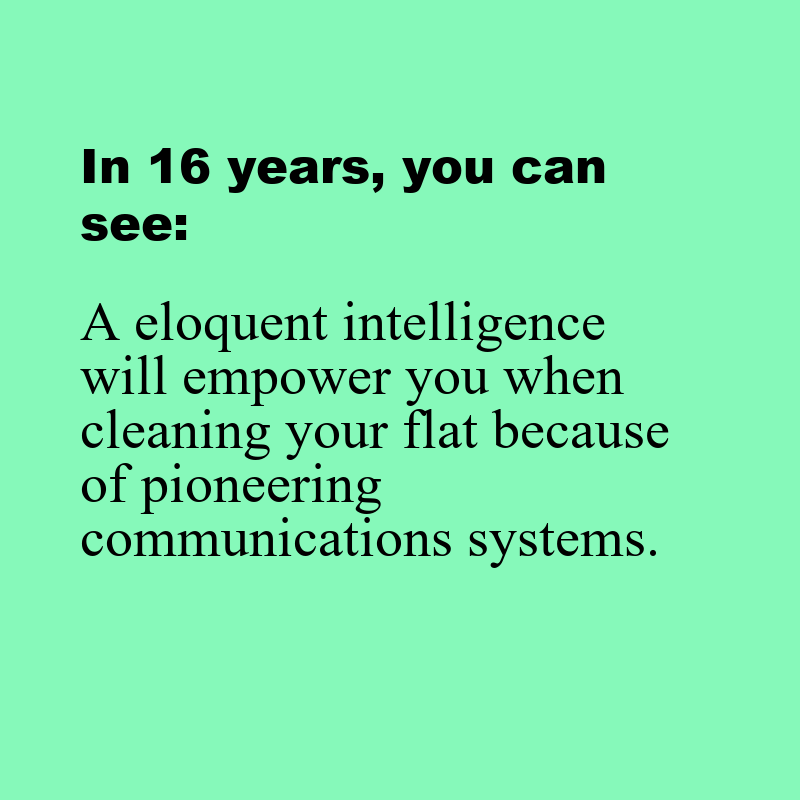 In 16 years, you can
see:
A eloquent intelligence
will empower you when
cleaning your flat because
of pioneering
communications systems.